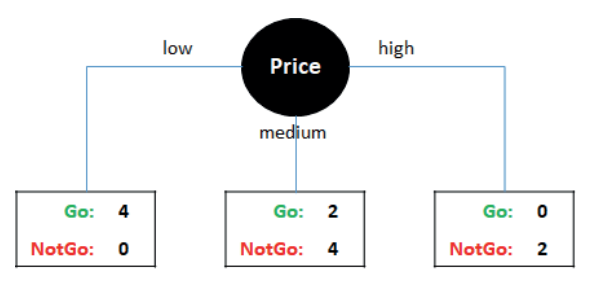 low
Price
high
medium
Go: 4
NotGo: 0
Go: 2
NotGo: 4
Go: 0
NotGo: 2